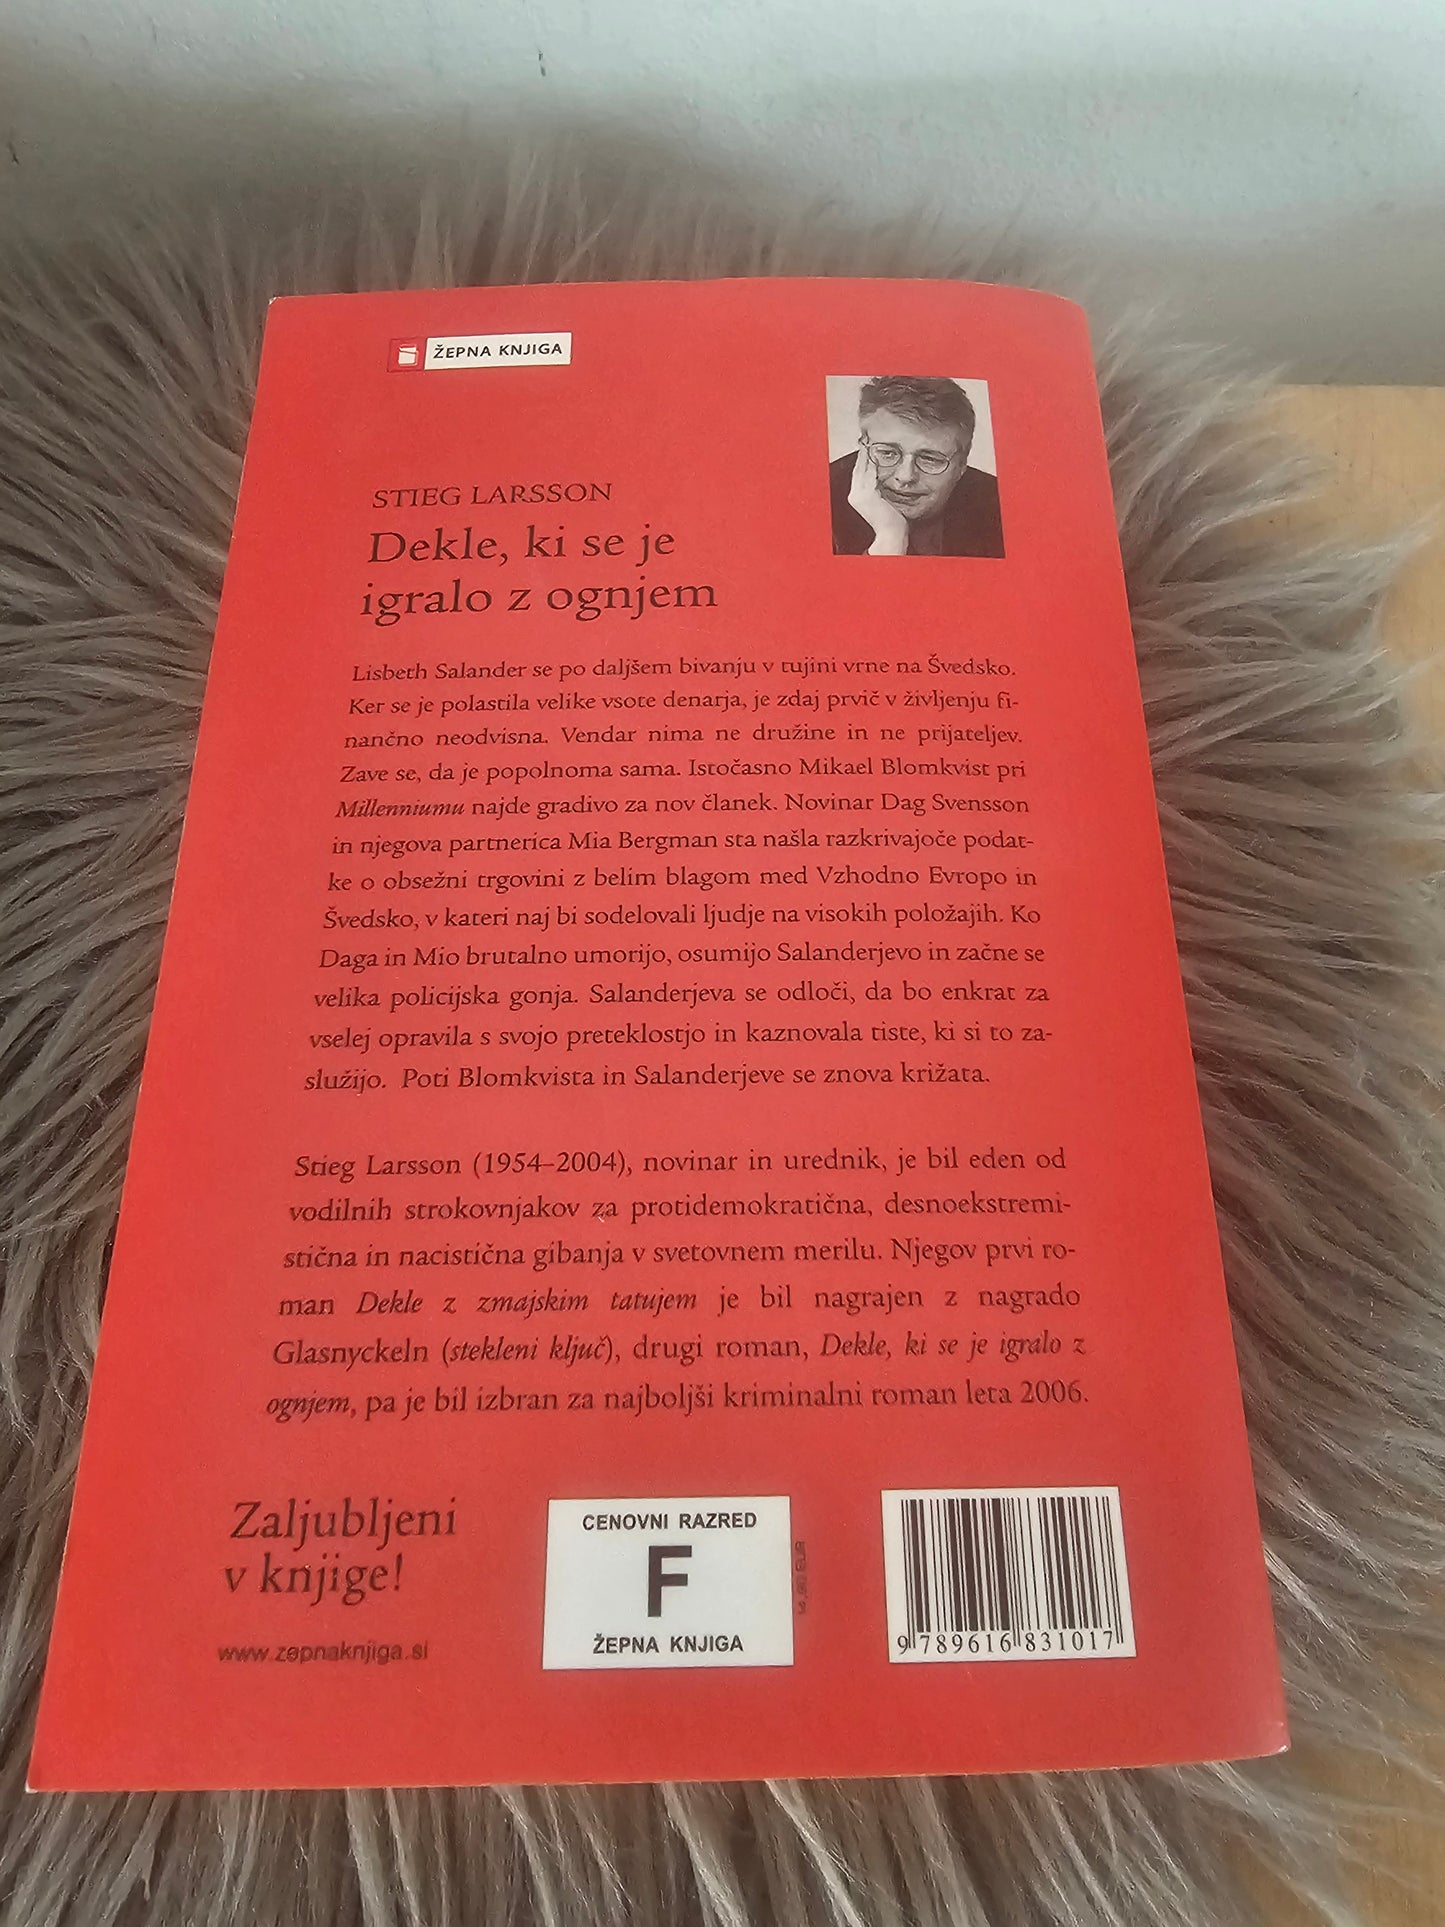 ŽEPNA KNJIGA
STIEG LARSSON
Dekle, ki se je
igralo z ognjem
Lisbeth Salander se po daljšem bivanju v tujini vrne na Švedsko.
Ker se je polastila velike vsote denarja, je zdaj prvič v življenju fi-
nančno neodvisna. Vendar nima ne družine in ne prijateljev.
Zave se, da je popolnoma sama. Istočasno Mikael Blomkvist pri
Millenniumu najde gradivo za nov članek. Novinar Dag Svensson
in njegova partnerica Mia Bergman sta našla razkrivajoče podat-
ke o obsežni trgovini z belim blagom med Vzhodno Evropo in
Švedsko, v kateri naj bi sodelovali ljudje na visokih položajih. Ko
Daga in Mio brutalno umorijo, osumijo Salanderjevo in začne se
velika policijska gonja. Salanderjeva se odloči, da bo enkrat za
vselej opravila s svojo preteklostjo in kaznovala tiste, ki si to za-
služijo. Poti Blomkvista in Salanderjeve se znova križata.
Stieg Larsson (1954–2004), novinar in urednik, je bil eden od
vodilnih strokovnjakov za protidemokratična, desnoekstremi-
stična in nacistična gibanja v svetovnem merilu. Njegov prvi ro-
man Dekle z zmajskim tatujem je bil nagrajen z nagrado
Glasnyckeln (stekleni ključ), drugi roman, Dekle, ki se je igralo z
ognjem, pa je bil izbran za najboljši kriminalni roman leta 2006.
Zaljubljeni
v knjige!
www.zepnaknjiga.si
CENOVNI RAZRED
F
ŽEPNA KNJIGA
EUR
9 789616 831017